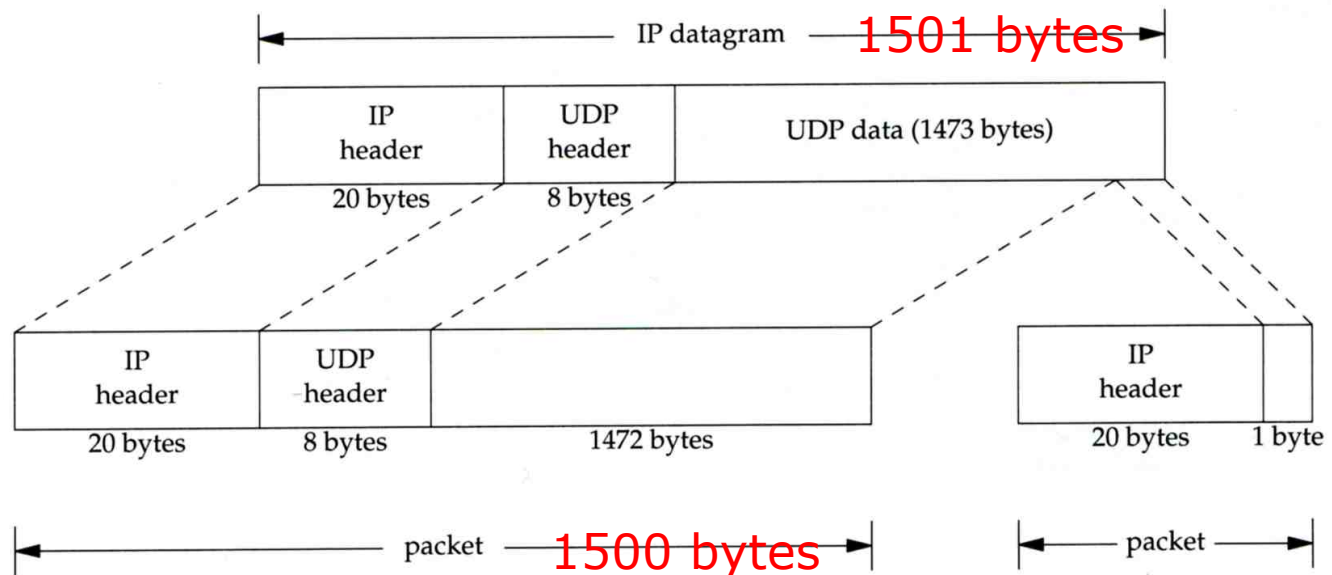 IP datagram 1501 bytes
IP
header
UDP
header
UDP data (1473 bytes)
20 bytes
8 bytes
IP
header
UDP
header
IP
header
20 bytes
8 bytes
1472 bytes
20 bytes
1 byte
packet 1500 bytes
packet